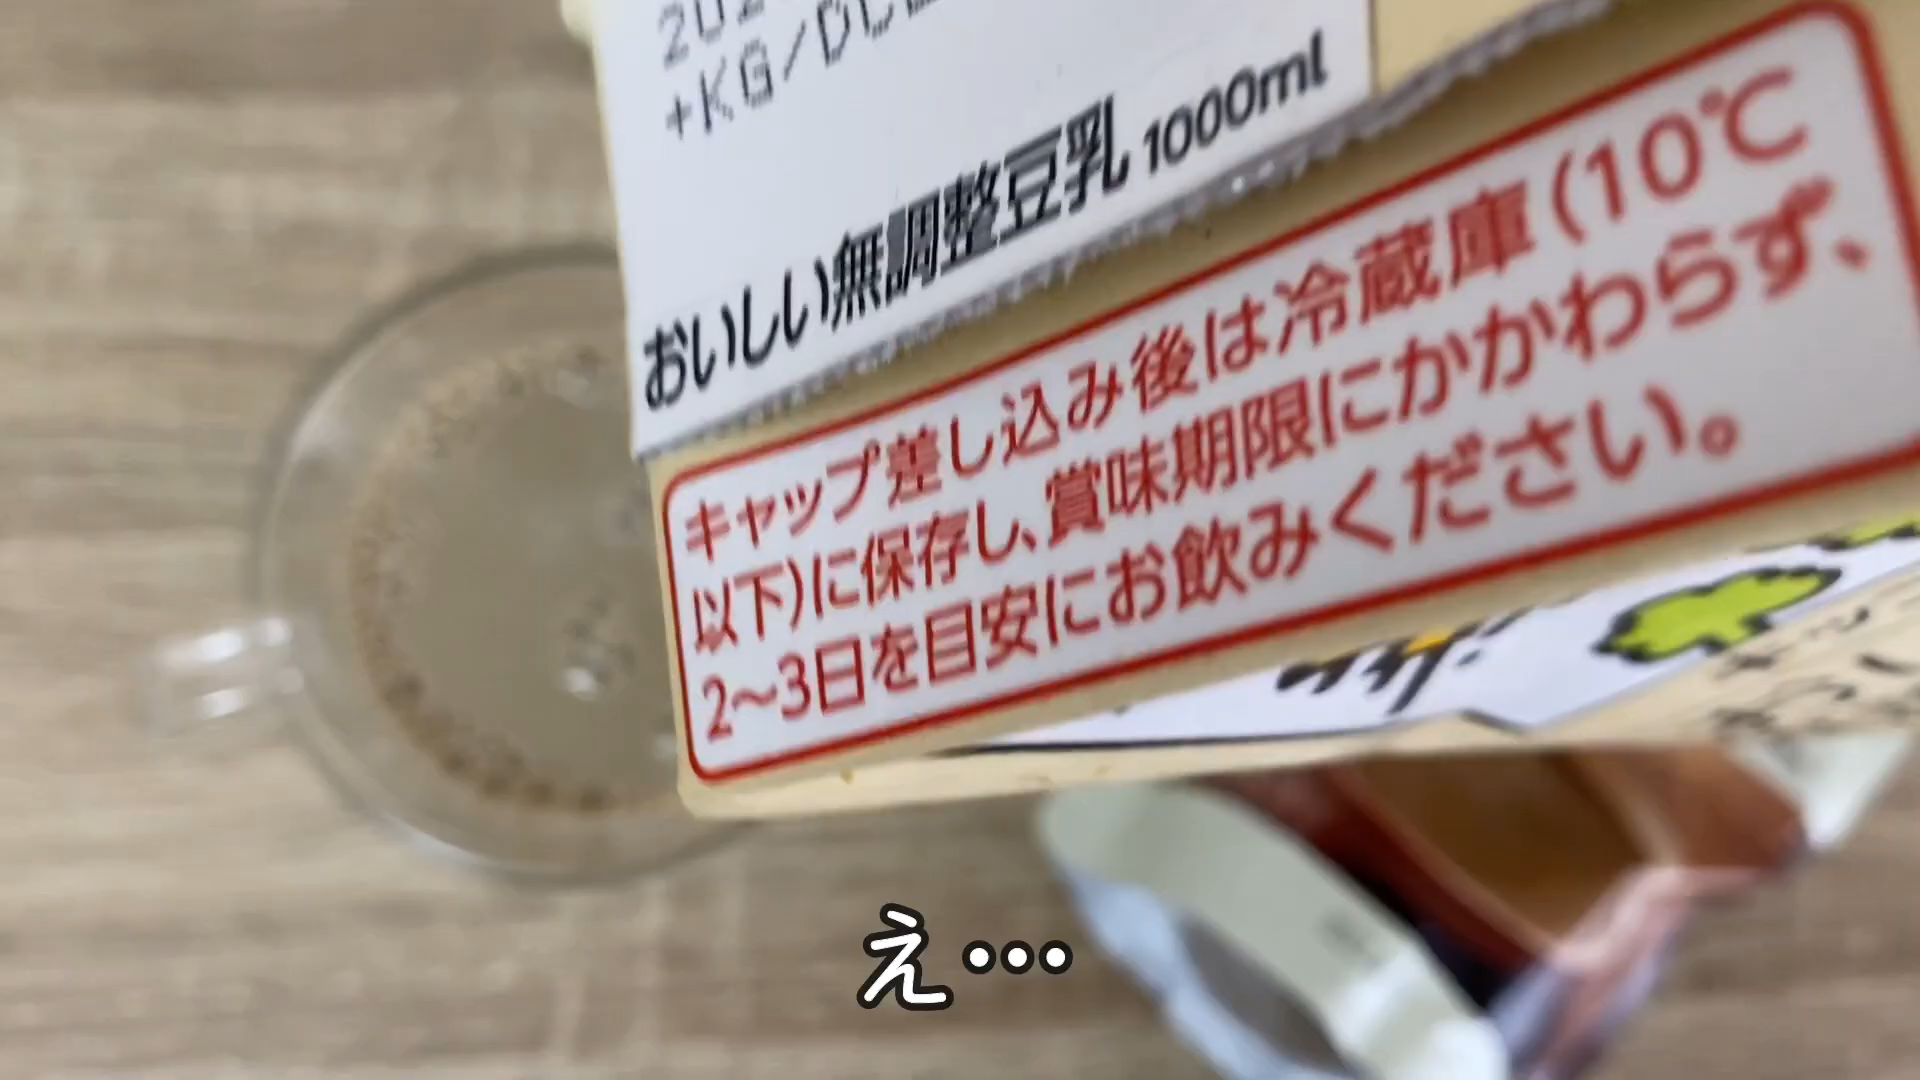 +KG/
おいしい無調整豆乳 1000ml
キャップ差し込み後は冷蔵庫(10℃
以下)に保存し、賞味期限にかかわらず、
2〜3日を目安にお飲みください。
え…